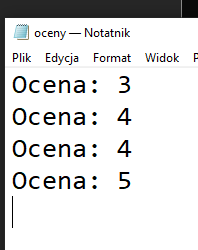 oceny — Notatnik
Plik Edycja Format Widok
Ocena: 3
Ocena: 4
Ocena: 4
Ocena: 5